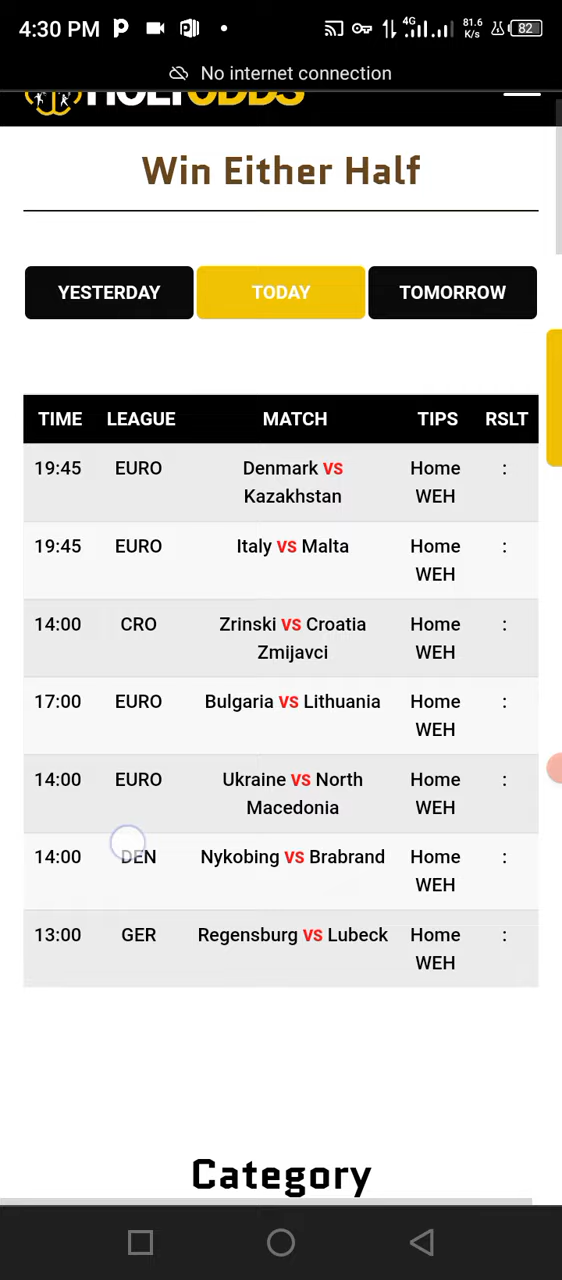 4:30 PM 4G 81.6 K/s 82
No internet connection
HOLYODDS
Win Either Half
YESTERDAY TODAY TOMORROW
TIME LEAGUE MATCH TIPS RSLT
19:45 EURO Denmark VS Home :
Kazakhstan WEH
19:45 EURO Italy VS Malta Home :
WEH
14:00 CRO Zrinski VS Croatia Home :
Zmijavci WEH
17:00 EURO Bulgaria VS Lithuania Home :
WEH
14:00 EURO Ukraine VS North Home :
Macedonia WEH
14:00 DEN Nykobing VS Brabrand Home :
WEH
13:00 GER Regensburg VS Lubeck Home :
WEH
Category